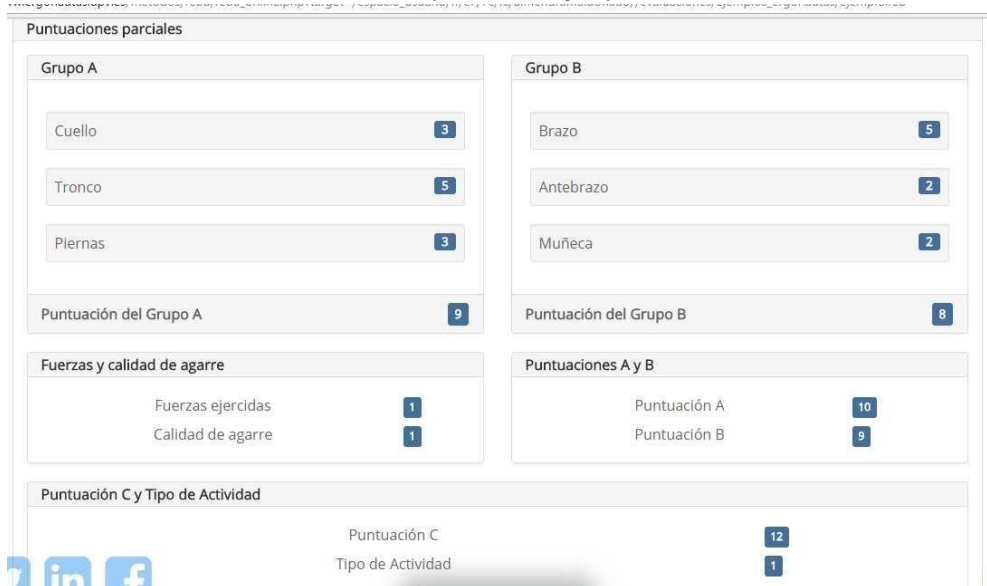 Puntuaciones parciales
Grupo A
Cuello 3
Tronco 5
Piernas 3
Puntuación del Grupo A 9
Grupo B
Brazo 5
Antebrazo 2
Muñeca 2
Puntuación del Grupo B 8
Fuerzas y calidad de agarre
Fuerzas ejercidas 1
Calidad de agarre 1
Puntuaciones A y B
Puntuación A 10
Puntuación B 9
Puntuación C y Tipo de Actividad
Puntuación C 12
Tipo de Actividad 1
in f